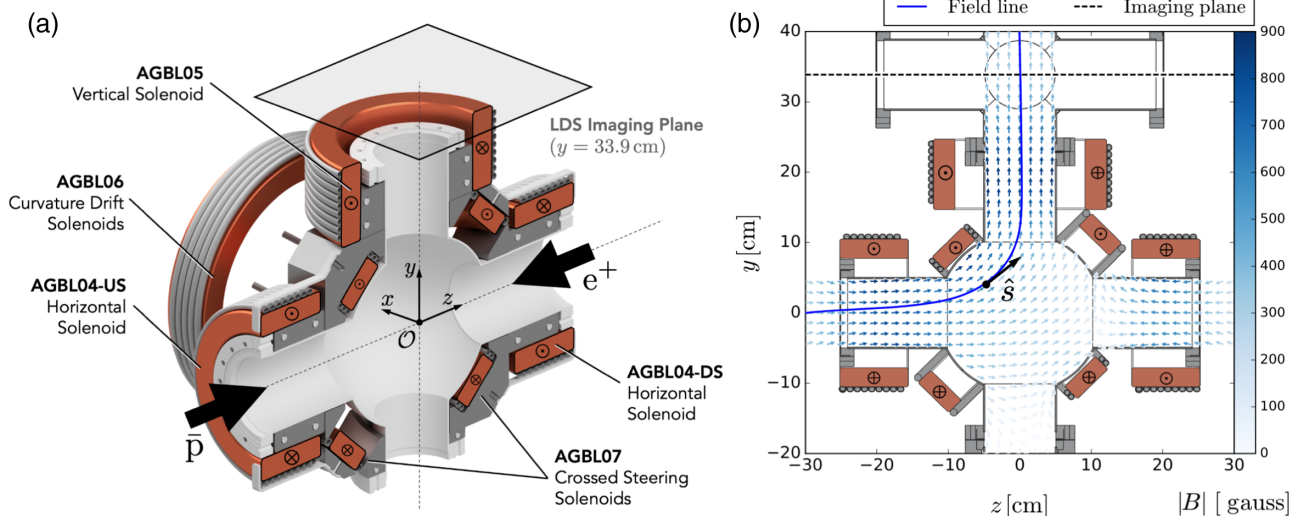 (a)
AGBL05
Vertical Solenoid
LDS Imaging Plane
(y = 33.9 cm)
AGBL06
Curvature Drift
Solenoids
AGBL04-US
Horizontal
Solenoid
y
x
z
𝒪
e⁺
p̄
AGBL04-DS
Horizontal
Solenoid
AGBL07
Crossed Steering
Solenoids
(b)
Field line
Imaging plane
y [cm]
40
30
20
10
0
−10
−20
ŝ
−30
−20
−10
0
10
20
30
z [cm]
900
800
700
600
500
400
300
200
100
0
|B| [ gauss]